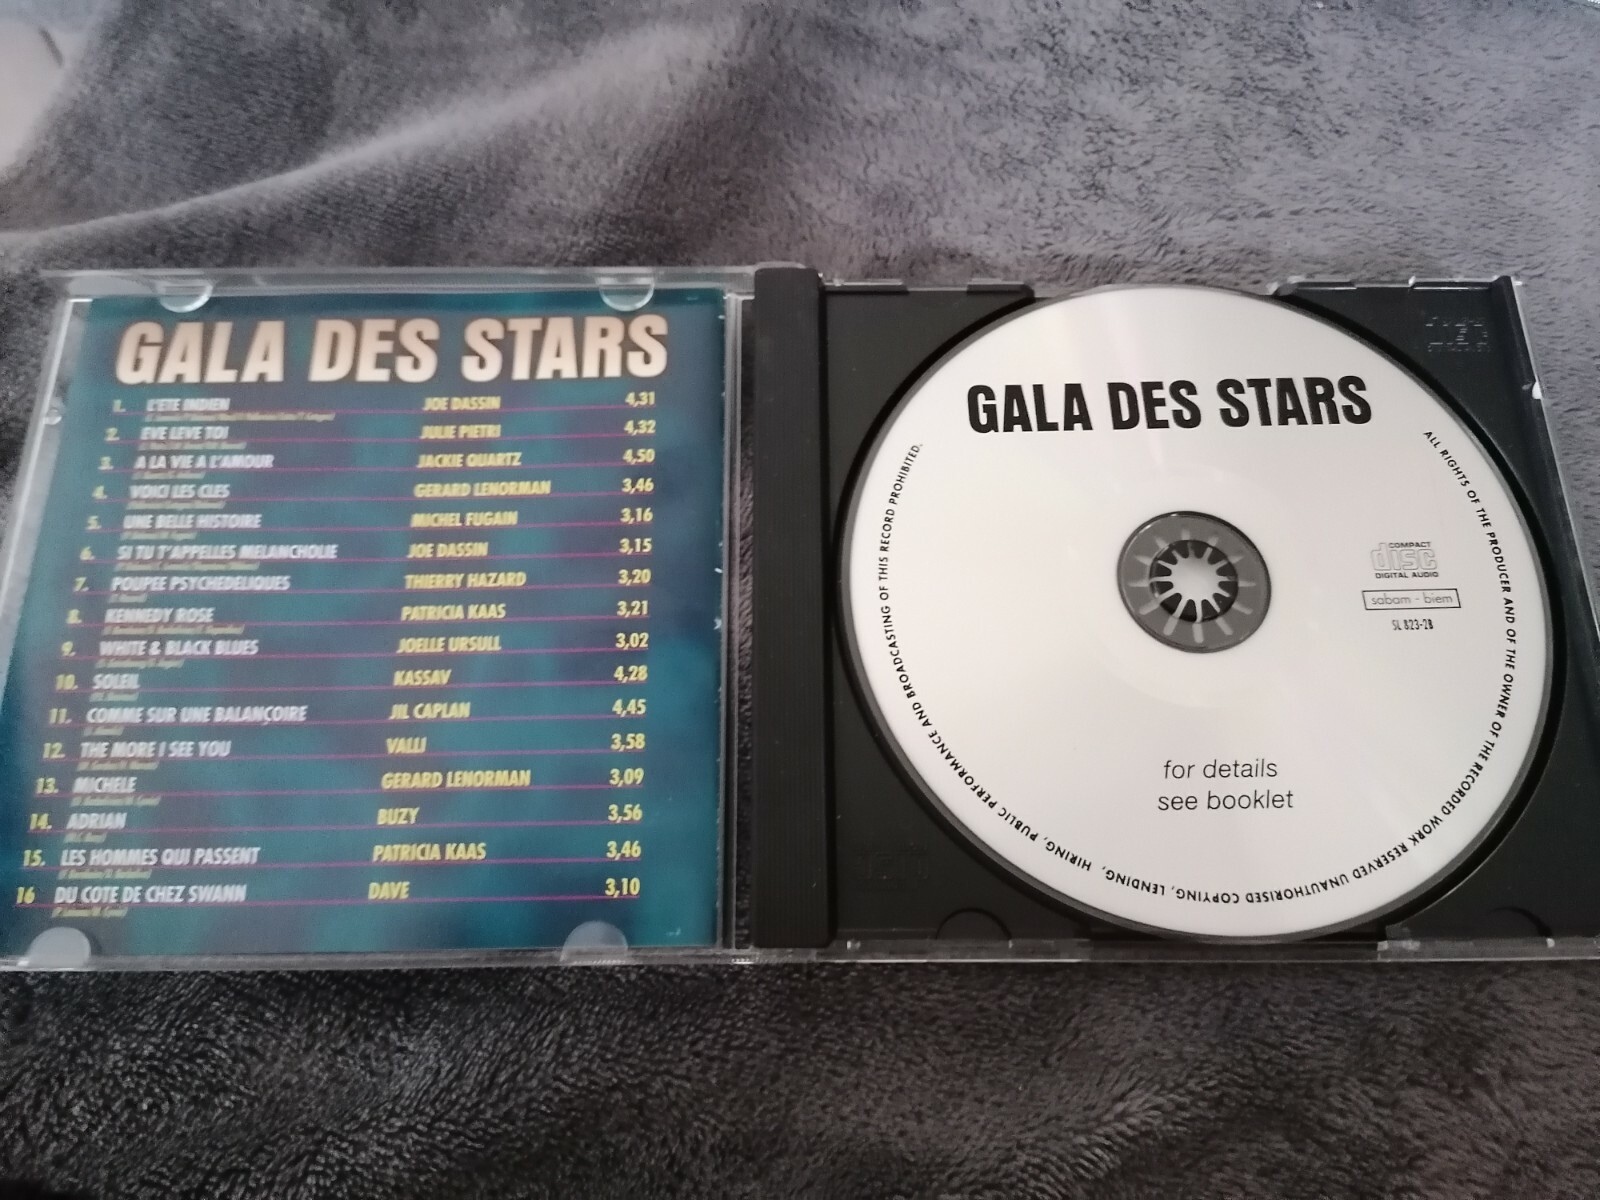 GALA DES STARS
1. L'ETE INDIEN JOE DASSIN 4,31
2. EVE LEVE TOI JULIE PIETRI 4,32
3. A LA VIE A L'AMOUR JACKIE QUARTZ 4,50
4. VOICI LES CLES GERARD LENORMAN 3,46
5. UNE BELLE HISTOIRE MICHEL FUGAIN 3,16
6. SI TU T'APPELLES MELANCHOLIE JOE DASSIN 3,15
7. POUPEE PSYCHEDELIQUES THIERRY HAZARD 3,20
8. KENNEDY ROSE PATRICIA KAAS 3,21
9. WHITE & BLACK BLUES JOELLE URSULL 3,02
10. SOLEIL KASSAV 4,28
11. COMME SUR UNE BALANÇOIRE JIL CAPLAN 4,45
12. THE MORE I SEE YOU VALLI 3,58
13. MICHELE GERARD LENORMAN 3,09
14. ADRIAN BUZY 3,56
15. LES HOMMES QUI PASSENT PATRICIA KAAS 3,46
16 DU COTE DE CHEZ SWANN DAVE 3,10
GALA DES STARS
ALL RIGHTS OF THE PRODUCER AND OF THE OWNER OF THE RECORDED WORK RESERVED UNAUTHORISED COPYING, LENDING, HIRING, PUBLIC PERFORMANCE AND BROADCASTING OF THIS RECORD PROHIBITED.
COMPACT
disc
DIGITAL AUDIO
sabam - biem
SL 823-2B
for details
see booklet